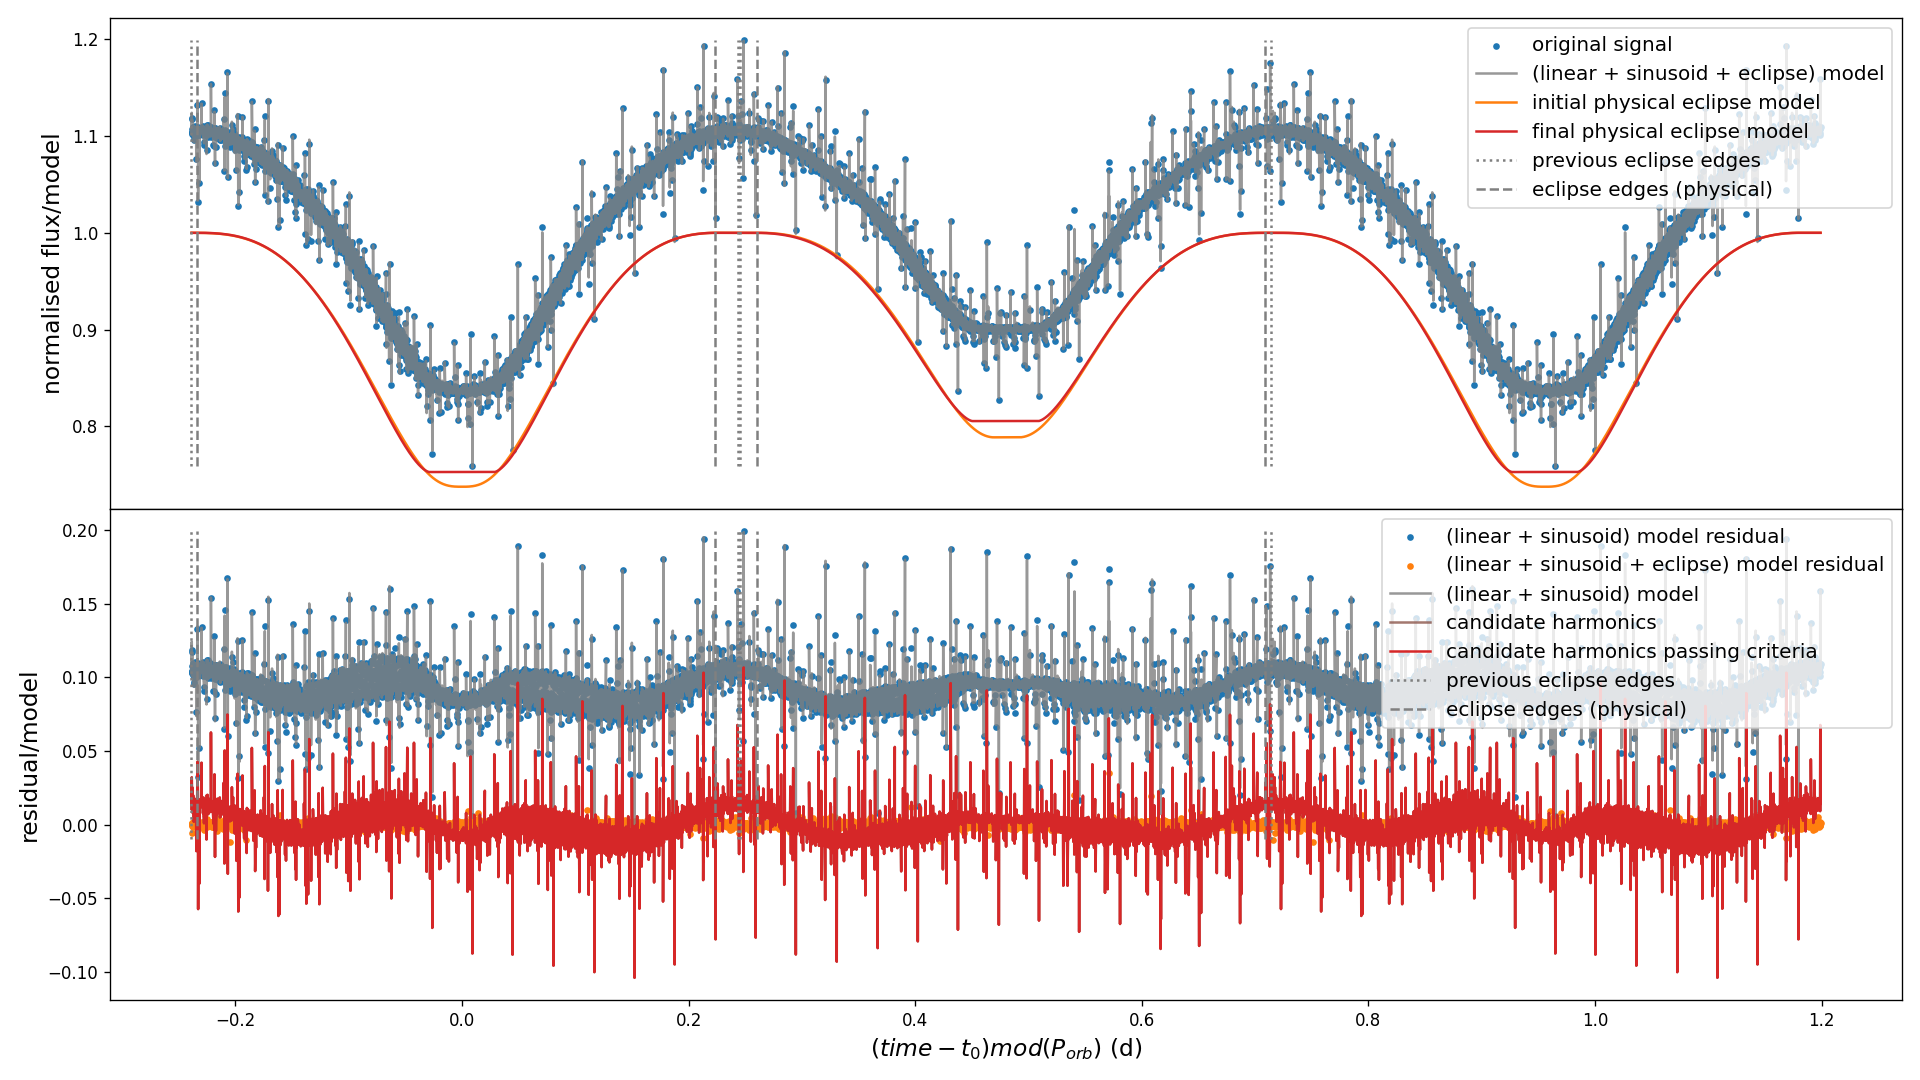 normalised flux/model
1.2
1.1
1.0
0.9
0.8
original signal
(linear + sinusoid + eclipse) model
initial physical eclipse model
final physical eclipse model
previous eclipse edges
eclipse edges (physical)
residual/model
0.20
0.15
0.10
0.05
0.00
−0.05
−0.10
(linear + sinusoid) model residual
(linear + sinusoid + eclipse) model residual
(linear + sinusoid) model
candidate harmonics
candidate harmonics passing criteria
previous eclipse edges
eclipse edges (physical)
−0.2 0.0 0.2 0.4 0.6 0.8 1.0 1.2
(time − t₀)mod(P_orb) (d)